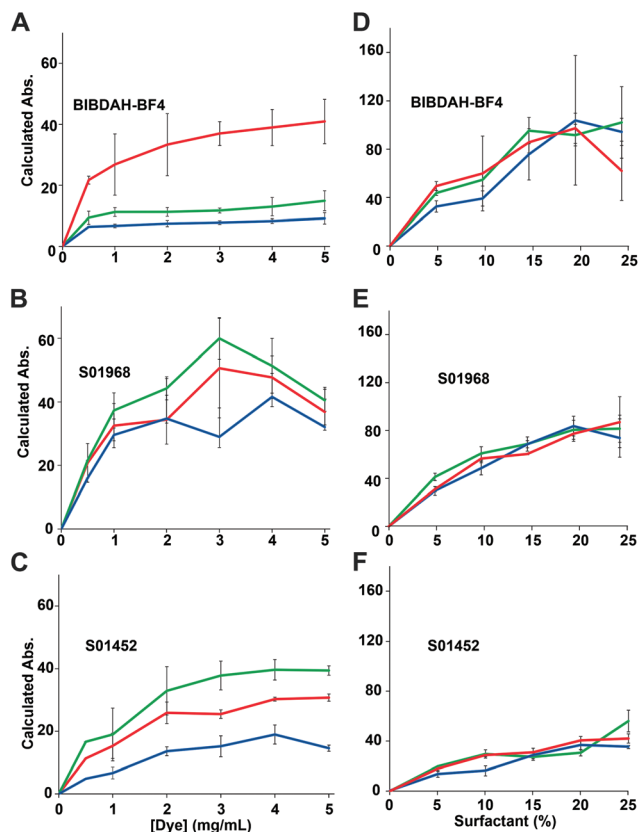 A
Calculated Abs.
60
40
20
0
BIBDAH-BF4
0 1 2 3 4 5
D
160
120
80
40
0
BIBDAH-BF4
0 5 10 15 20 25
B
Calculated Abs.
60
40
20
0
S01968
0 1 2 3 4 5
E
160
120
80
40
0
S01968
0 5 10 15 20 25
C
Calculated Abs.
60
40
20
0
S01452
0 1 2 3 4 5
[Dye] (mg/mL)
F
160
120
80
40
0
S01452
0 5 10 15 20 25
Surfactant (%)